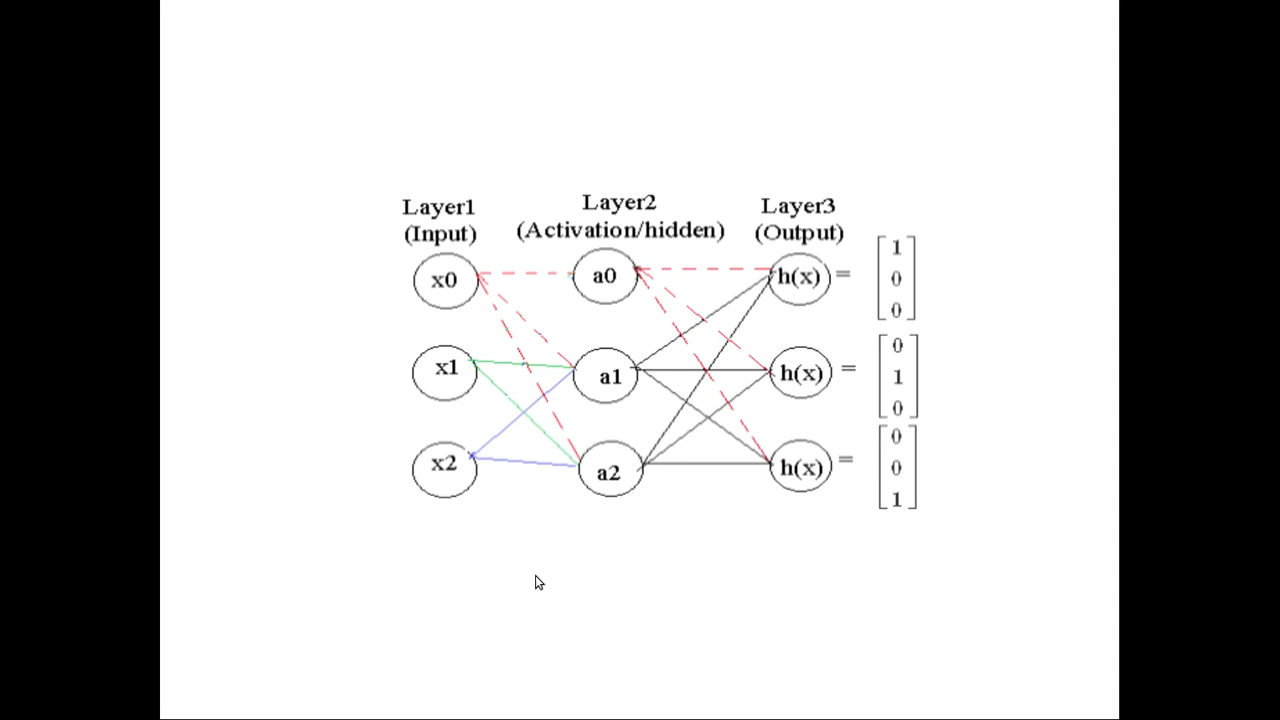 Layer1
(Input)
Layer2
(Activation/hidden)
Layer3
(Output)
x0
a0
h(x) =
1
0
0
x1
a1
h(x) =
0
1
0
x2
a2
h(x) =
0
0
1